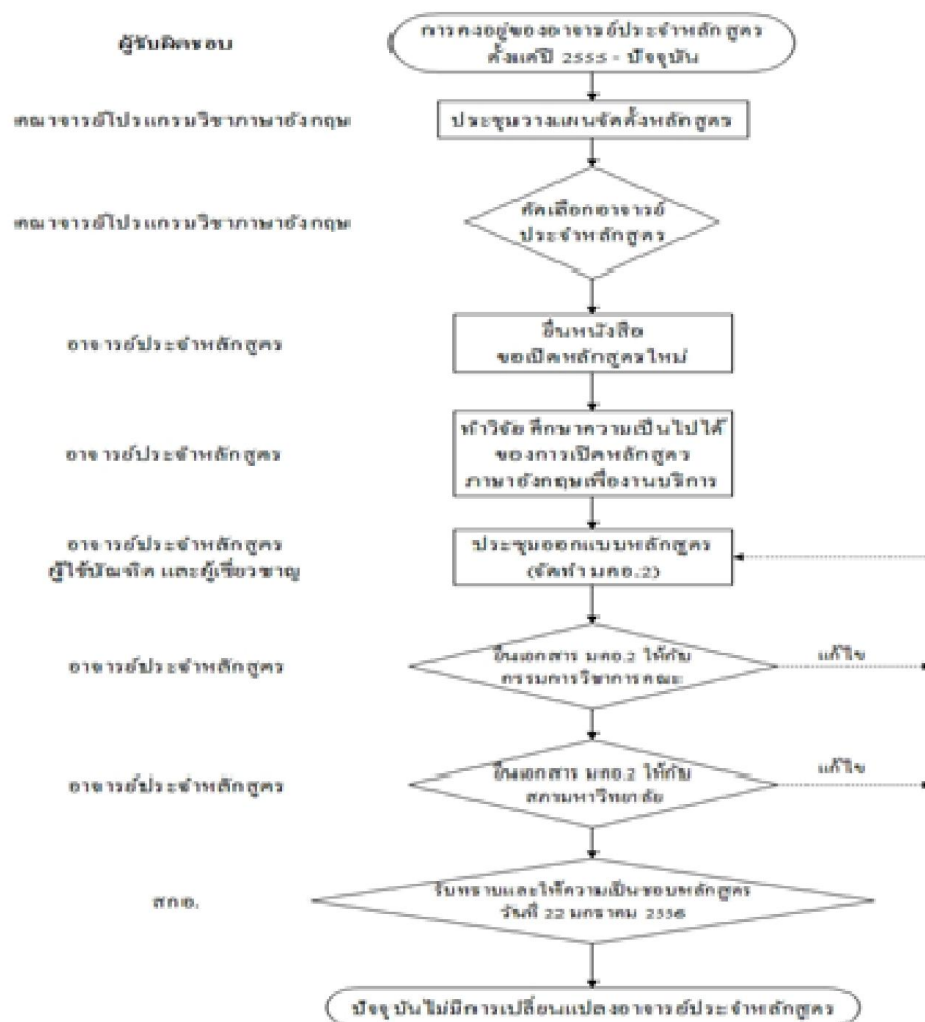 ผู้รับผิดชอบ
การคงอยู่ของอาจารย์ประจำหลักสูตร
ตั้งแต่ปี 2555 - ปัจจุบัน
คณาจารย์โปรแกรมวิชาภาษาอังกฤษ
ประชุมวางแผนจัดตั้งหลักสูตร
คณาจารย์โปรแกรมวิชาภาษาอังกฤษ
คัดเลือกอาจารย์
ประจำหลักสูตร
อาจารย์ประจำหลักสูตร
ยื่นหนังสือ
ขอเปิดหลักสูตรใหม่
อาจารย์ประจำหลักสูตร
ทำวิจัย ศึกษาความเป็นไปได้
ของการเปิดหลักสูตร
ภาษาอังกฤษเพื่องานบริการ
อาจารย์ประจำหลักสูตร
ผู้ใช้บัณฑิต และผู้เชี่ยวชาญ
ประชุมออกแบบหลักสูตร
(จัดทำ มคอ.2)
อาจารย์ประจำหลักสูตร
ยื่นเอกสาร มคอ.2 ให้กับ
กรรมการวิชาการคณะ
แก้ไข
อาจารย์ประจำหลักสูตร
ยื่นเอกสาร มคอ.2 ให้กับ
สภามหาวิทยาลัย
แก้ไข
สกอ.
รับทราบและให้ความเป็นชอบหลักสูตร
วันที่ 22 มกราคม 2556
ปัจจุบันไม่มีการเปลี่ยนแปลงอาจารย์ประจำหลักสูตร